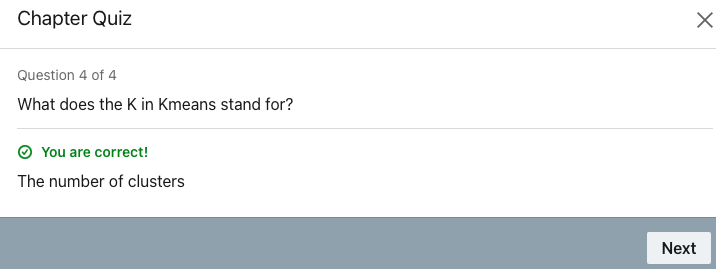 Chapter Quiz
Question 4 of 4
What does the K in Kmeans stand for?
You are correct!
The number of clusters
Next